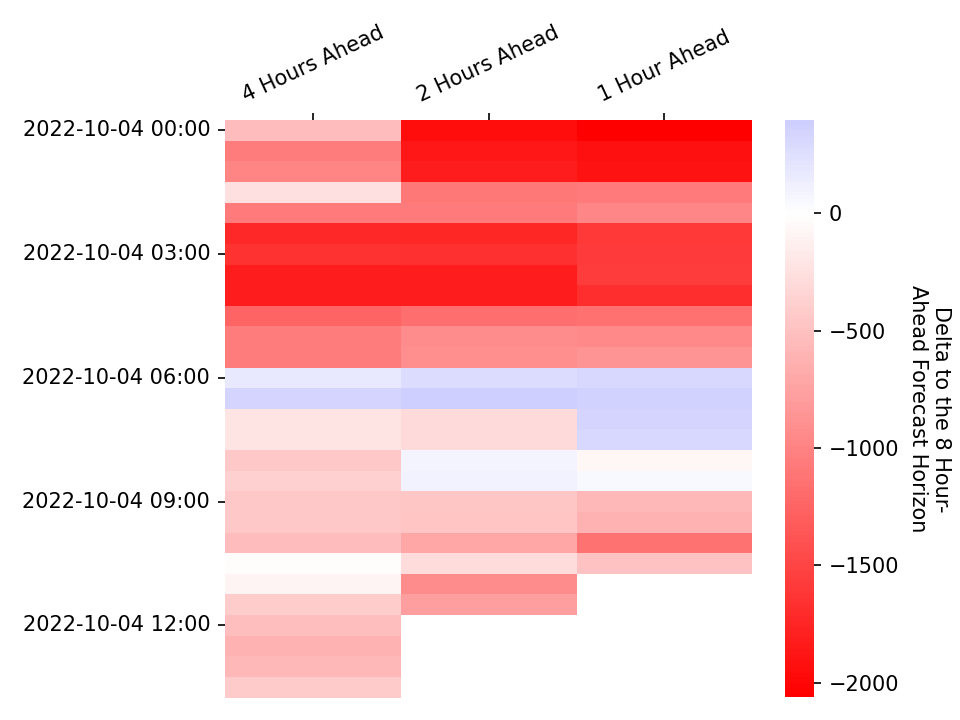 4 Hours Ahead
2 Hours Ahead
1 Hour Ahead
2022-10-04 00:00
2022-10-04 03:00
2022-10-04 06:00
2022-10-04 09:00
2022-10-04 12:00
0
−500
−1000
−1500
−2000
Delta to the 8 Hour-
Ahead Forecast Horizon